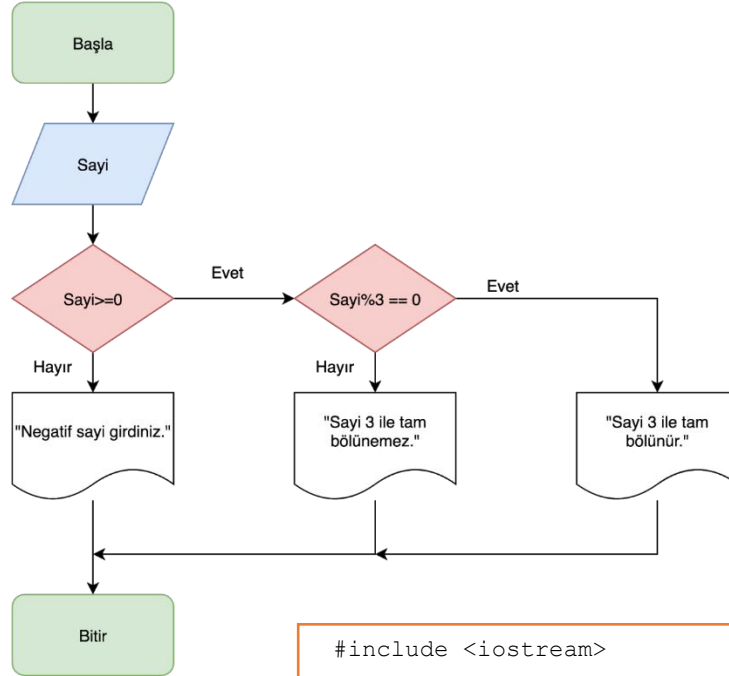 Başla
Sayi
Sayi>=0
Evet
Sayi%3 == 0
Evet
Hayır
Hayır
"Negatif sayi girdiniz."
"Sayi 3 ile tam
bölünemez."
"Sayi 3 ile tam
bölünür."
Bitir
#include <iostream>